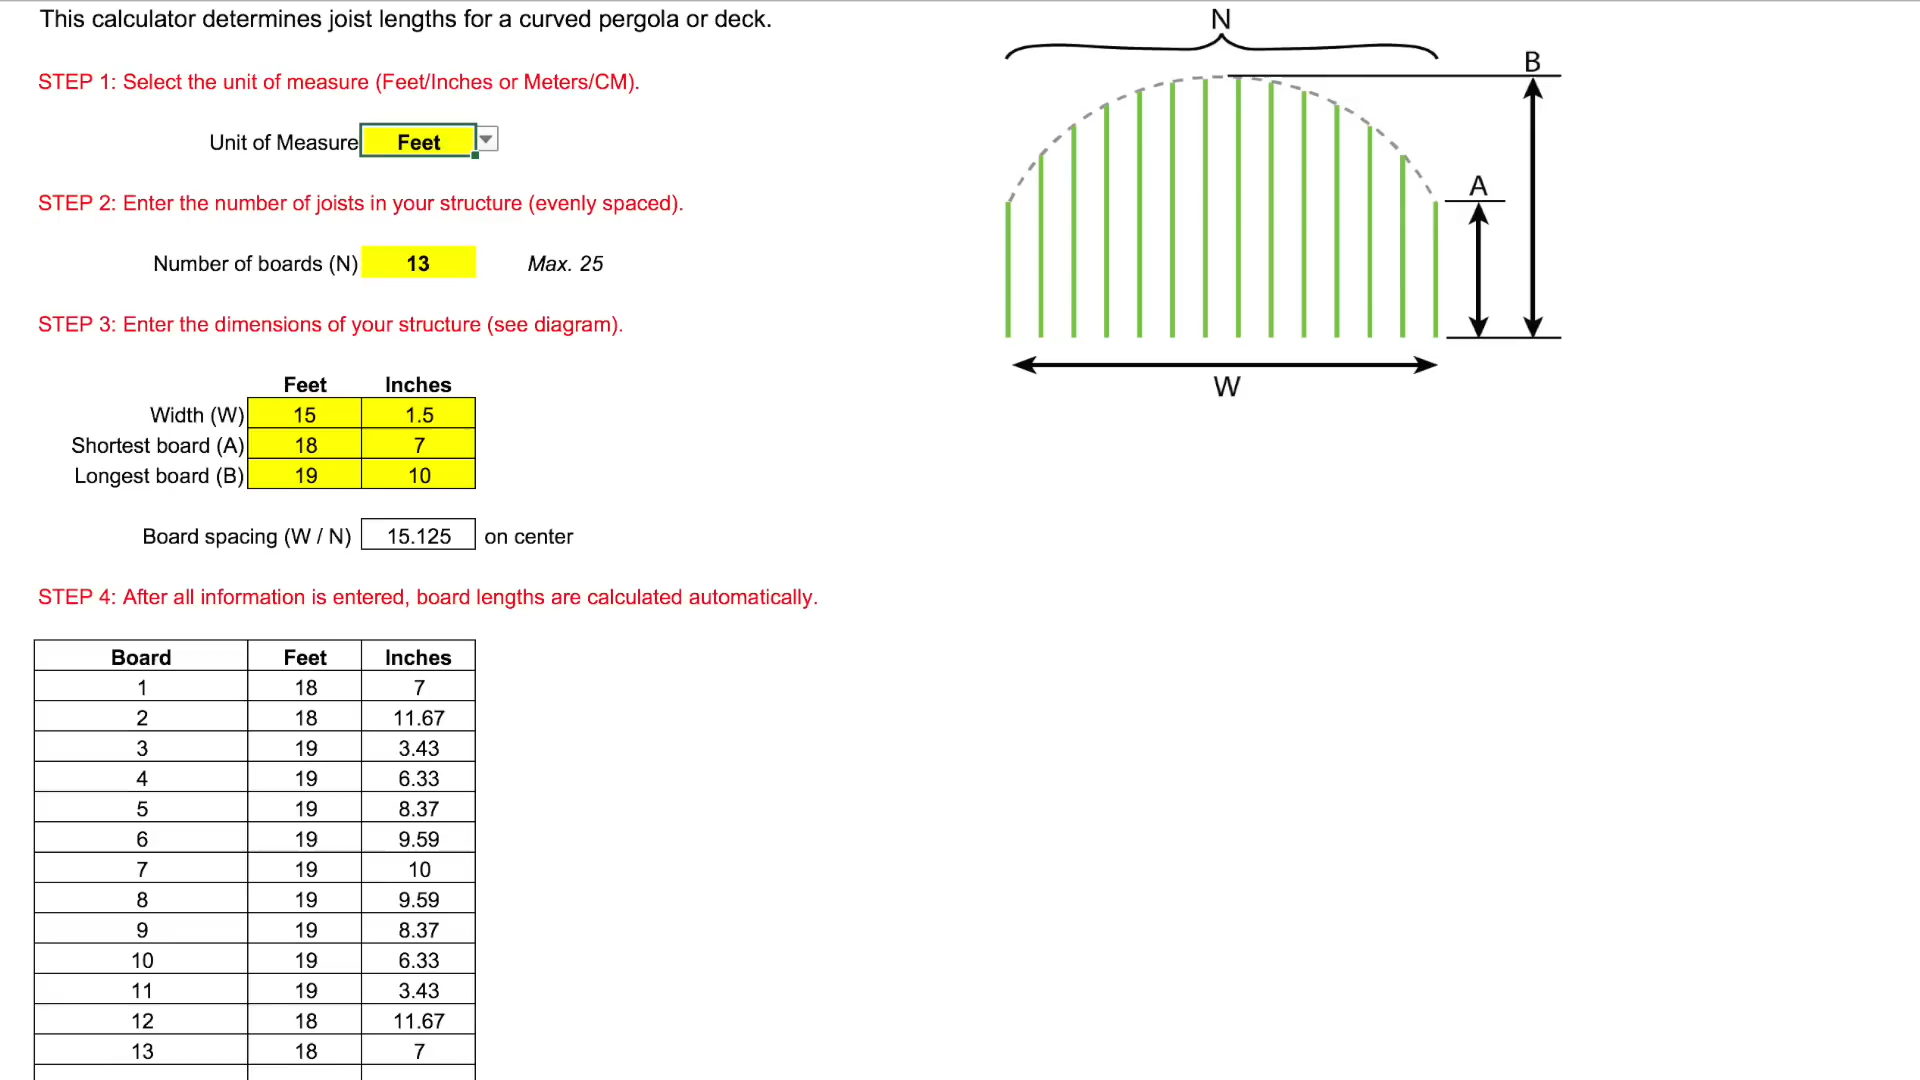 This calculator determines joist lengths for a curved pergola or deck.
N
B
STEP 1: Select the unit of measure (Feet/Inches or Meters/CM).
Unit of Measure Feet
A
STEP 2: Enter the number of joists in your structure (evenly spaced).
Number of boards (N) 13 Max. 25
STEP 3: Enter the dimensions of your structure (see diagram).
W
Feet Inches
Width (W) 15 1.5
Shortest board (A) 18 7
Longest board (B) 19 10
Board spacing (W / N) 15.125 on center
STEP 4: After all information is entered, board lengths are calculated automatically.
Board Feet Inches
1 18 7
2 18 11.67
3 19 3.43
4 19 6.33
5 19 8.37
6 19 9.59
7 19 10
8 19 9.59
9 19 8.37
10 19 6.33
11 19 3.43
12 18 11.67
13 18 7